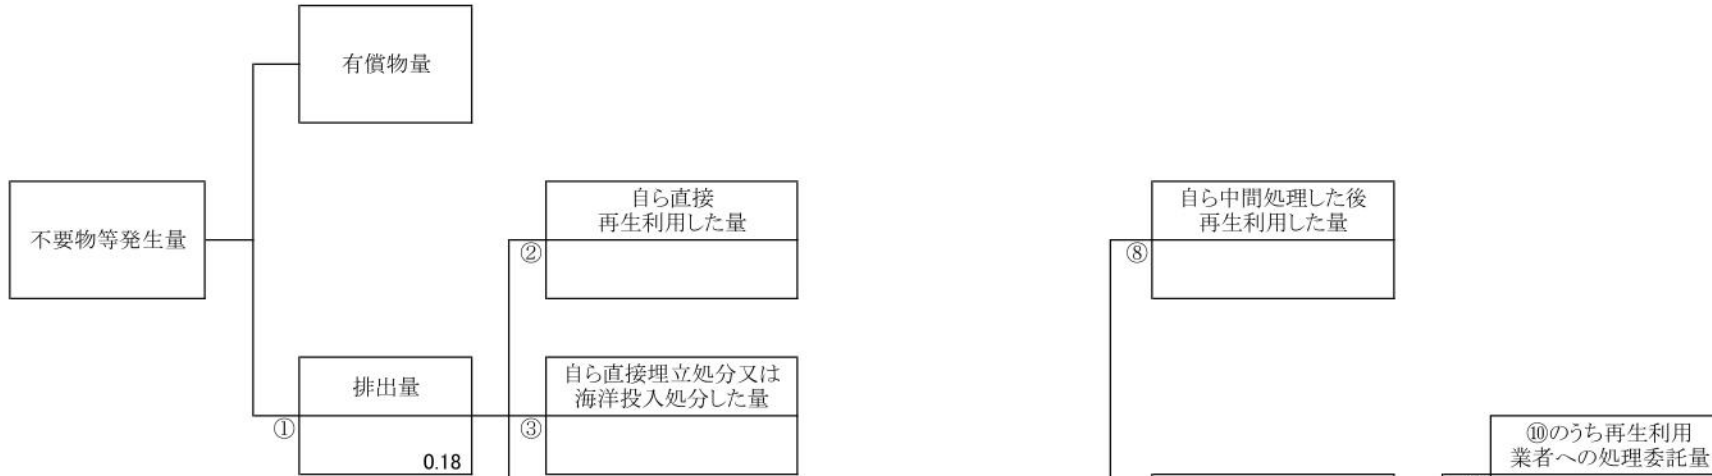 有償物量
不要物等発生量
自ら直接
再生利用した量
②
自ら中間処理した後
再生利用した量
⑧
排出量
①
0.18
自ら直接埋立処分又は
海洋投入処分した量
③
⑩のうち再生利用
業者への処理委託量